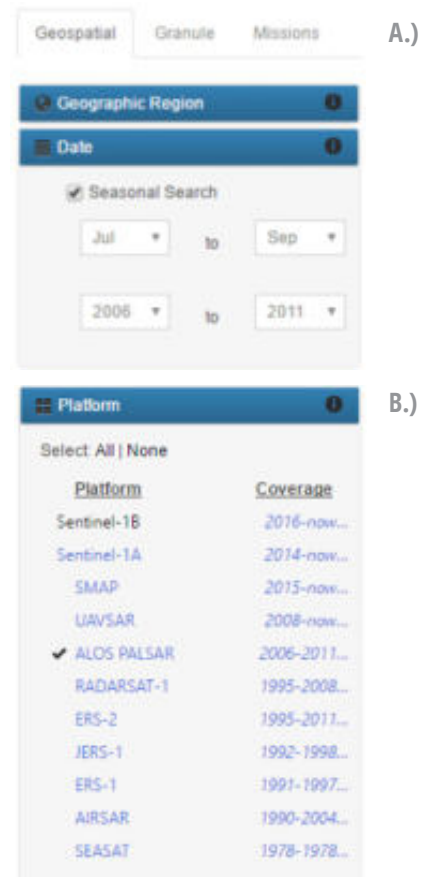 Geospatial Granule Missions A.)
Geographic Region
Date
Seasonal Search
Jul to Sep
2006 to 2011
Platform B.)
Select All | None
Platform Coverage
Sentinel-1B 2016-now...
Sentinel-1A 2014-now...
SMAP 2015-now...
UAVSAR 2008-now...
ALOS PALSAR 2006-2011...
RADARSAT-1 1995-2008...
ERS-2 1995-2011...
JERS-1 1992-1998...
ERS-1 1991-1997...
AIRSAR 1990-2004...
SEASAT 1978-1978...